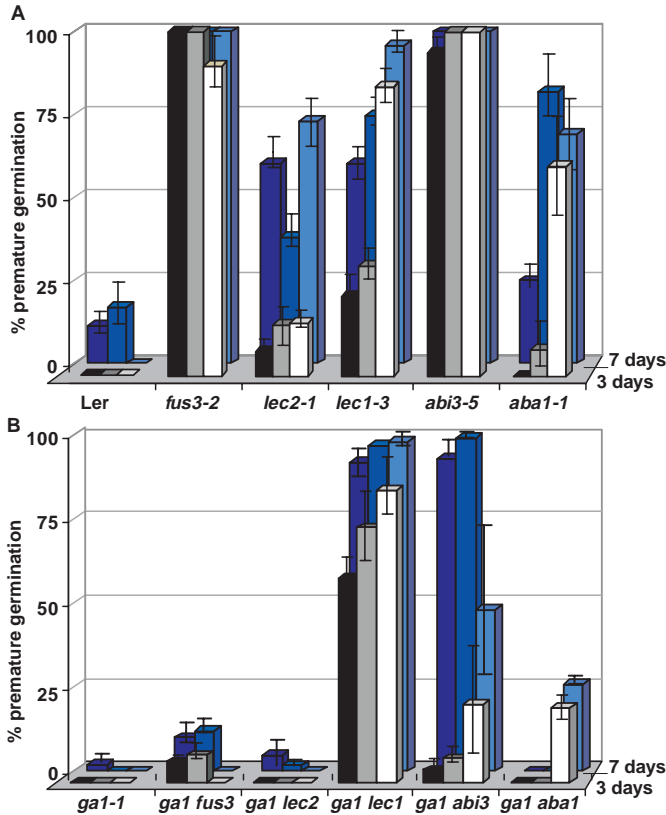 A
% premature germination
100
75
50
25
0
7 days
3 days
Ler fus3-2 lec2-1 lec1-3 abi3-5 aba1-1
B
% premature germination
100
75
50
25
0
7 days
3 days
ga1-1 ga1 fus3 ga1 lec2 ga1 lec1 ga1 abi3 ga1 aba1